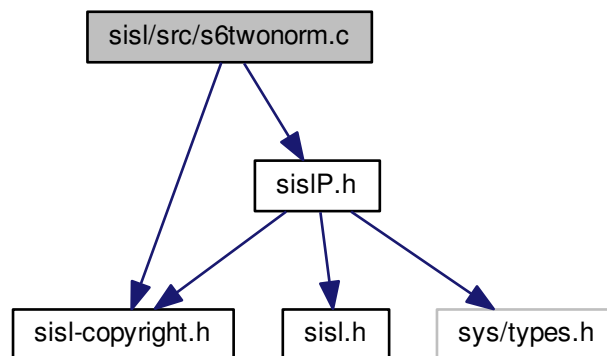 sisl/src/s6twonorm.c
sislP.h
sisl-copyright.h
sisl.h
sys/types.h